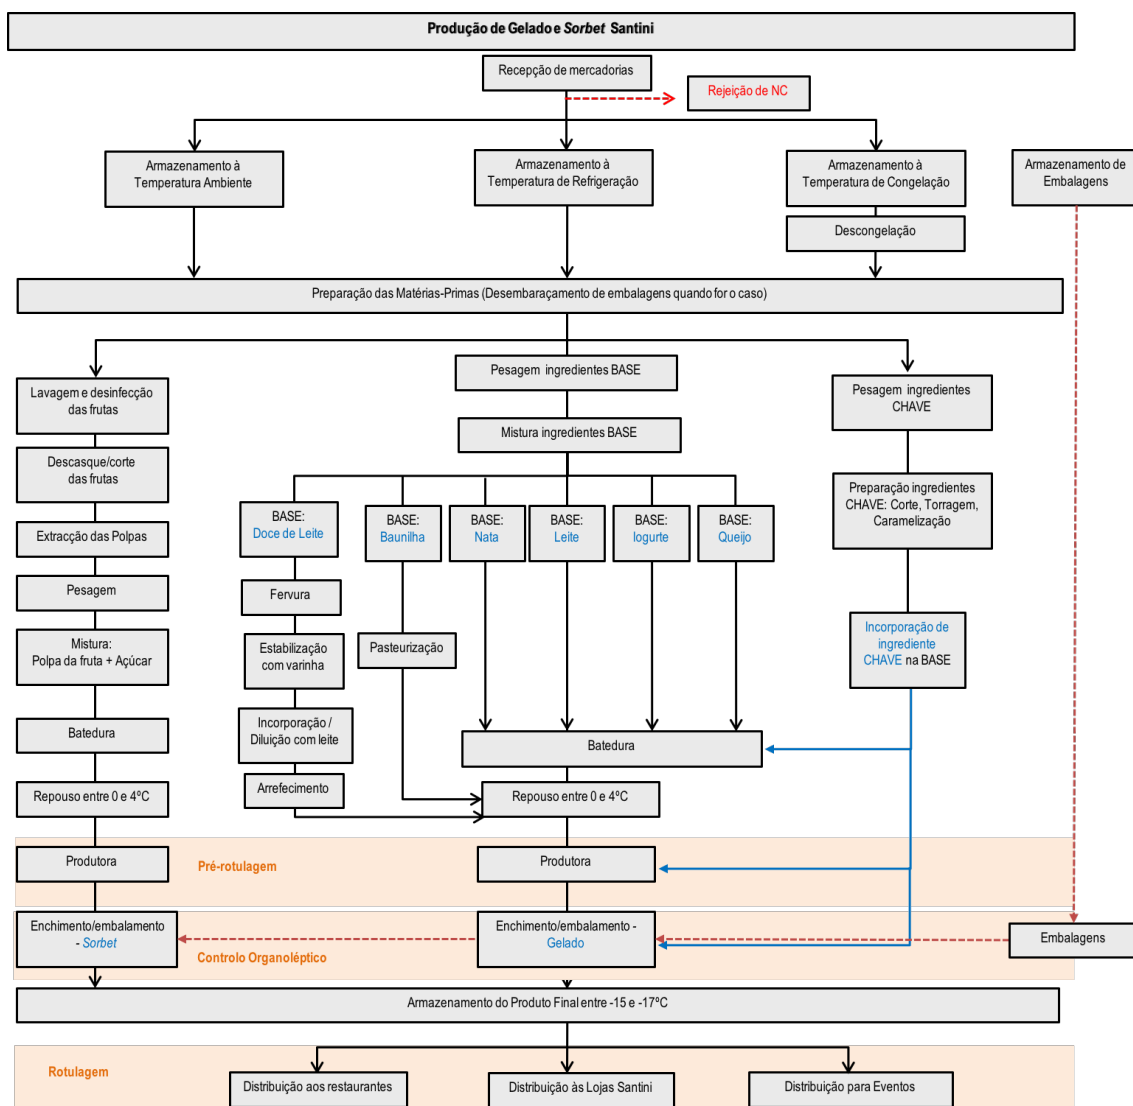 Produção de Gelado e Sorbet Santini
Recepção de mercadorias
Rejeição de NC
Armazenamento à
Temperatura Ambiente
Armazenamento à
Temperatura de Refrigeração
Armazenamento à
Temperatura de Congelação
Armazenamento de
Embalagens
Descongelação
Preparação das Matérias-Primas (Desembaraçamento de embalagens quando for o caso)
Lavagem e desinfecção
das frutas
Descasque/corte
das frutas
Extracção das Polpas
Pesagem
Mistura:
Polpa da fruta + Açúcar
Batedura
Repouso entre 0 e 4ºC
Pesagem ingredientes BASE
Mistura ingredientes BASE
BASE:
Doce de Leite
BASE:
Baunilha
BASE:
Nata
BASE:
Leite
BASE:
Iogurte
BASE:
Queijo
Fervura
Estabilização
com varinha
Incorporação /
Diluição com leite
Arrefecimento
Pasteurização
Batedura
Repouso entre 0 e 4ºC
Pesagem ingredientes
CHAVE
Preparação ingredientes
CHAVE: Corte, Torragem,
Caramelização
Incorporação de
ingrediente
CHAVE na BASE
Produtora
Pré-rotulagem
Produtora
Enchimento/embalamento
- Sorbet
Controlo Organoléptico
Enchimento/embalamento -
Gelado
Embalagens
Armazenamento do Produto Final entre -15 e -17ºC
Rotulagem
Distribuição aos restaurantes
Distribuição às Lojas Santini
Distribuição para Eventos